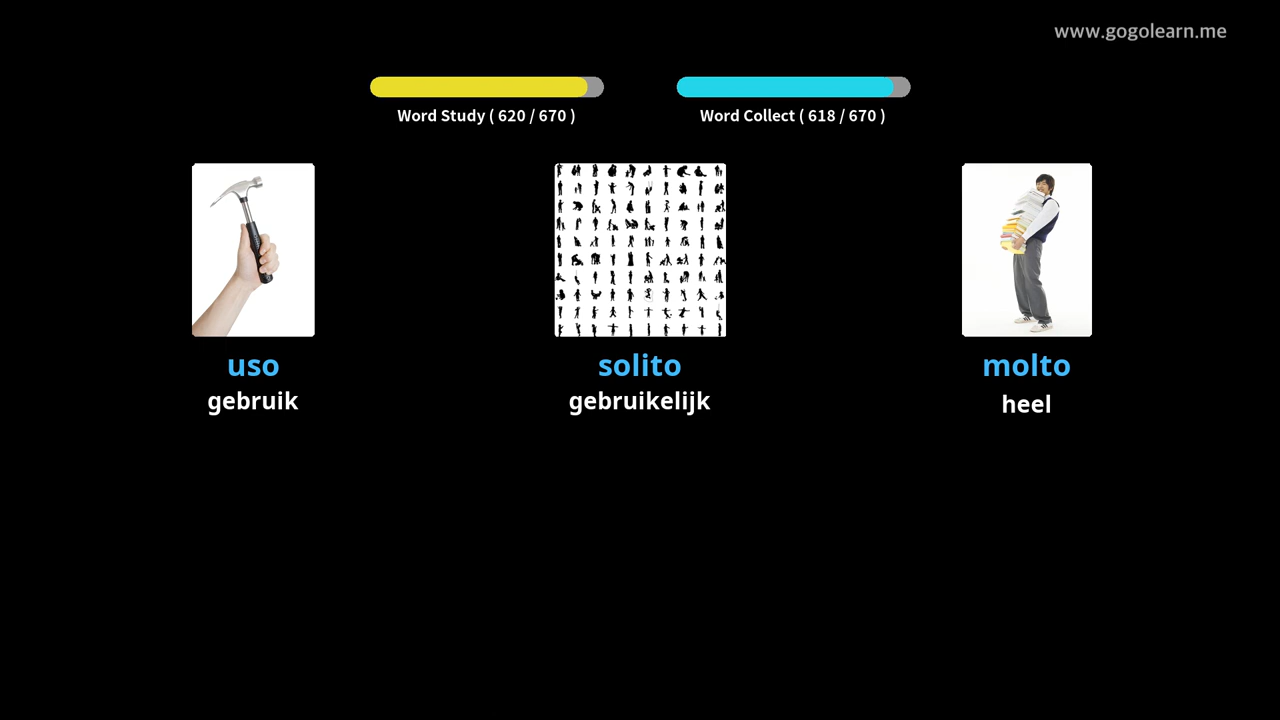 www.gogolearn.me
Word Study ( 620 / 670 )
Word Collect ( 618 / 670 )
uso
gebruik
solito
gebruikelijk
molto
heel